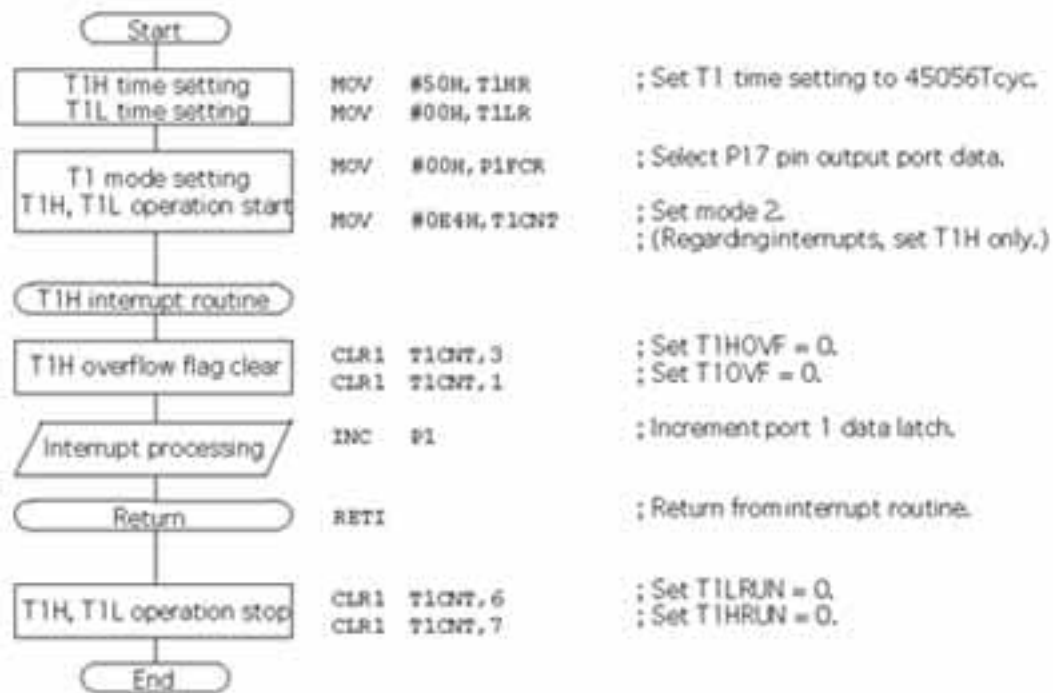 Start
T1H time setting MOV #50H,T1HR ; Set T1 time setting to 45056Tcyc.
T1L time setting MOV #00H,T1LR
MOV #00H,P1FCR ; Select P17 pin output port data.
T1 mode setting
T1H, T1L operation start MOV #0E4H,T1CNT ; Set mode 2.
; (Regarding interrupts, set T1H only.)
T1H interrupt routine
T1H overflow flag clear CLR1 T1CNT,3 ; Set T1HOVF = 0.
CLR1 T1CNT,1 ; Set T1OVF = 0.
Interrupt processing INC P1 ; Increment port 1 data latch.
Return RETI ; Return from interrupt routine.
T1H, T1L operation stop CLR1 T1CNT,6 ; Set T1LRUN = 0.
CLR1 T1CNT,7 ; Set T1HRUN = 0.
End